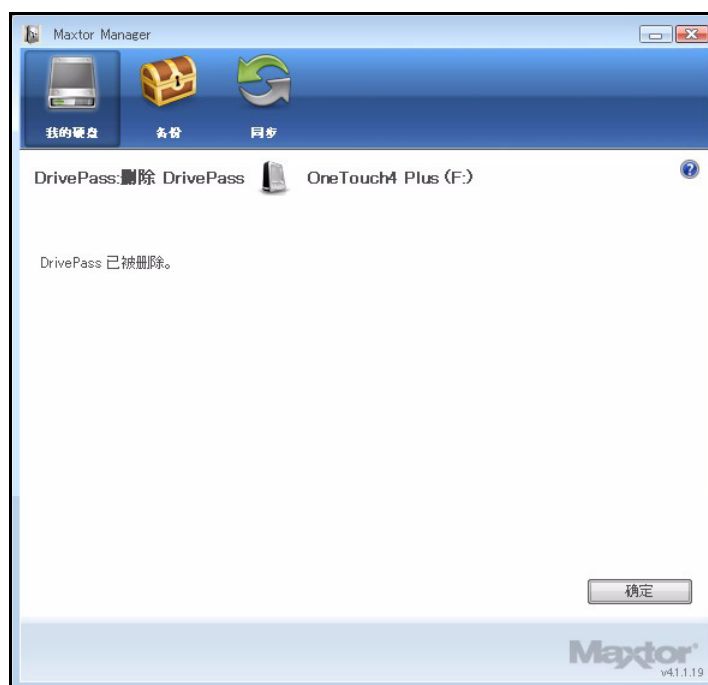 Maxtor Manager
我的硬盘 备份 同步
DrivePass:删除 DrivePass OneTouch4 Plus (F:)
DrivePass 已被删除。
确定
Maxtor
v4.1.1.19